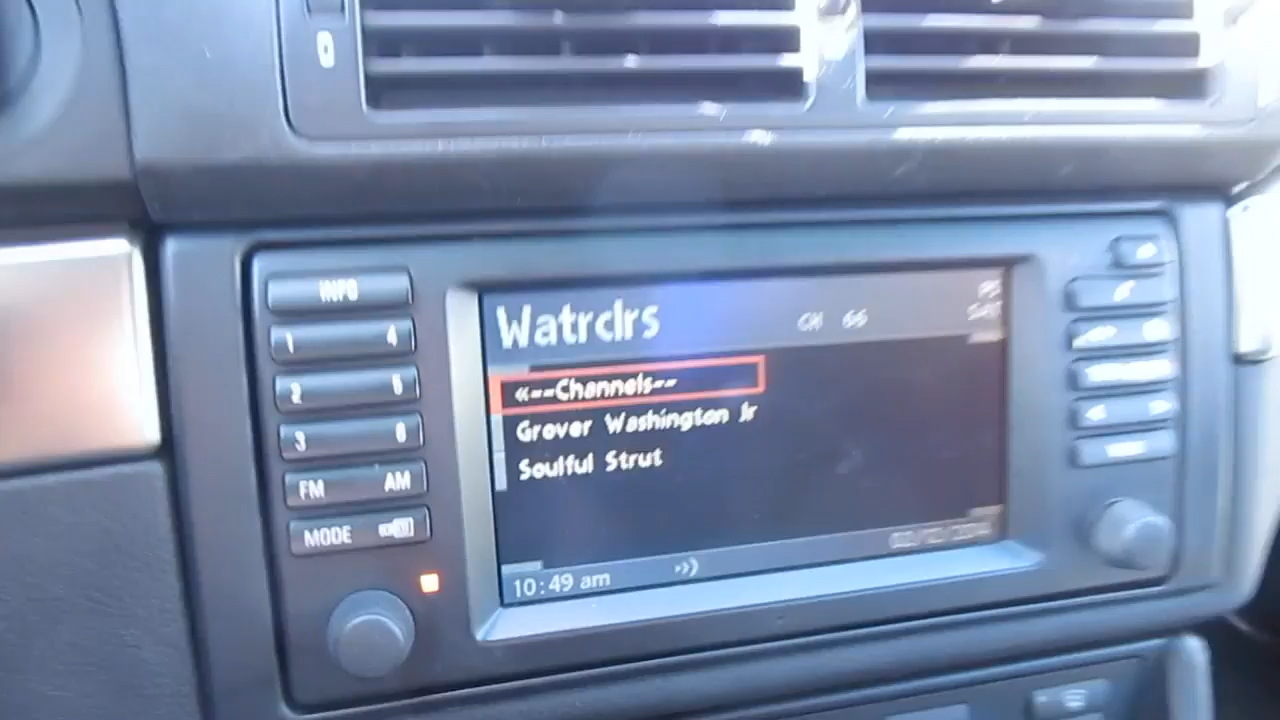 INFO
1 4
2 5
3 6
FM AM
MODE
Watrclrs
CH 66
«--Channels--
Grover Washington Jr
Soulful Strut
10:49 am